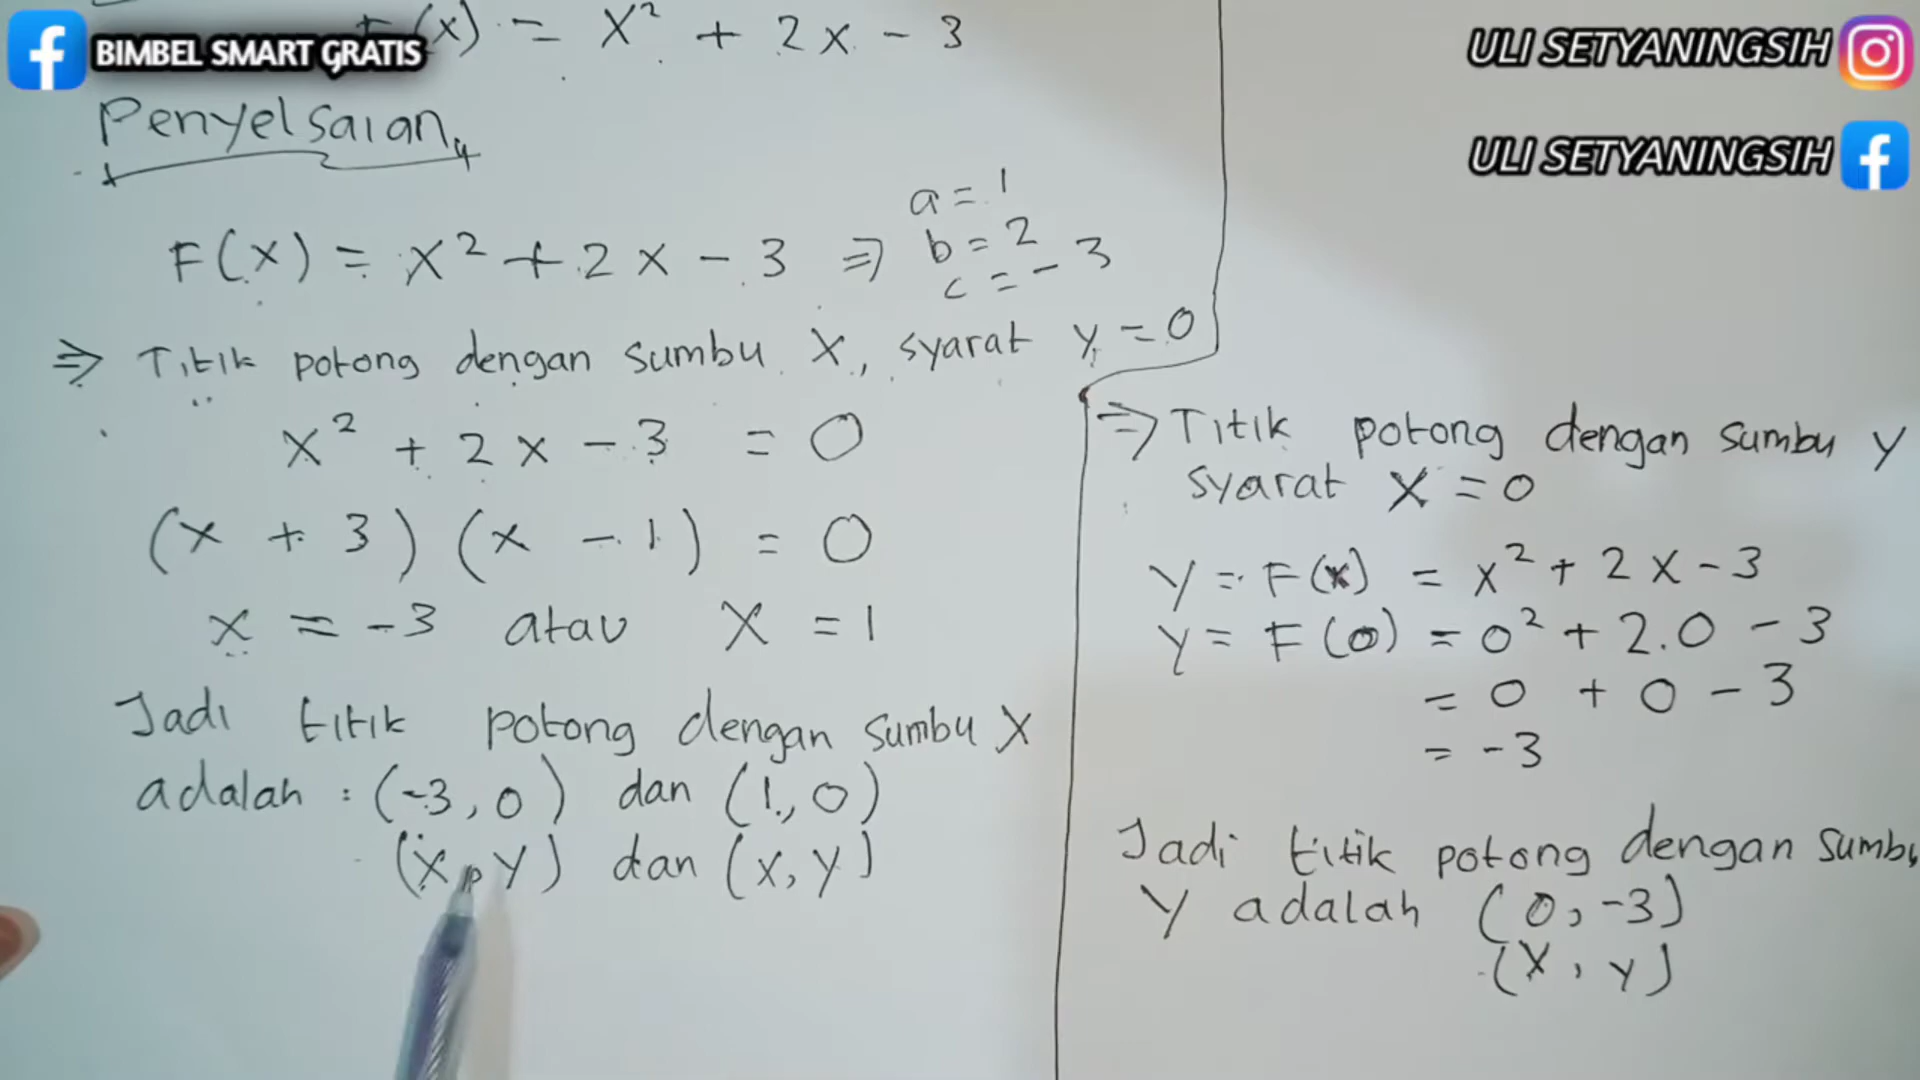 BIMBEL SMART GRATIS
(x) = x² + 2x - 3
ULI SETYANINGSIH
ULI SETYANINGSIH
Penyelsaian
F(x) = x² + 2x - 3 ⇒
a = 1
b = 2
c = -3
⇒ Titik potong dengan sumbu X, syarat y = 0
x² + 2x - 3 = 0
(x + 3) (x - 1) = 0
x = -3 atau x = 1
Jadi titik potong dengan sumbu X
adalah : (-3, 0) dan (1, 0)
(x, y) dan (x, y)
⇒ Titik potong dengan sumbu Y
syarat X = 0
Y = F(x) = x² + 2x - 3
Y = F(0) = 0² + 2.0 - 3
= 0 + 0 - 3
= -3
Jadi titik potong dengan sumbu
Y adalah (0, -3)
(x, y)